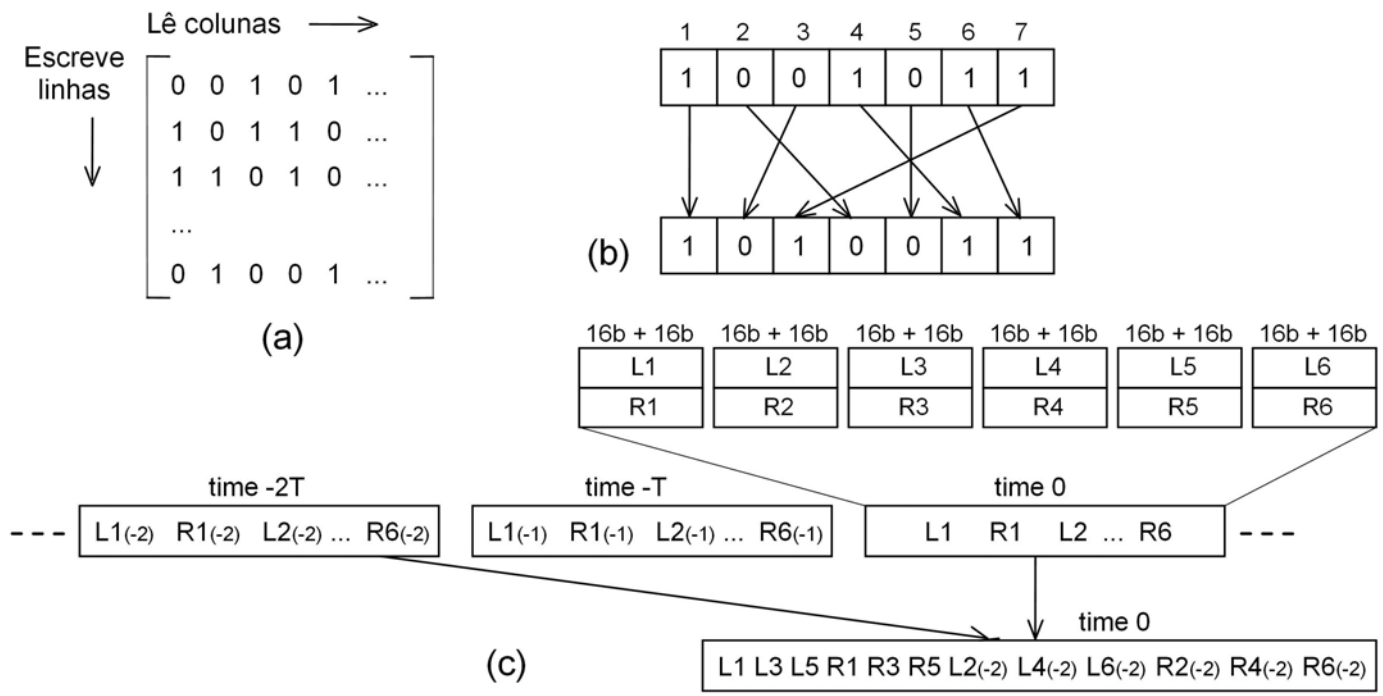 Lê colunas
Escreve
linhas
0 0 1 0 1 ...
1 0 1 1 0 ...
1 1 0 1 0 ...
...
0 1 0 0 1 ...
(a)
1 2 3 4 5 6 7
1 0 0 1 0 1 1
1 0 1 0 0 1 1
(b)
16b + 16b 16b + 16b 16b + 16b 16b + 16b 16b + 16b 16b + 16b
L1 L2 L3 L4 L5 L6
R1 R2 R3 R4 R5 R6
time -2T time -T time 0
--- L1(-2) R1(-2) L2(-2) ... R6(-2) L1(-1) R1(-1) L2(-1) ... R6(-1) L1 R1 L2 ... R6 ---
time 0
(c)
L1 L3 L5 R1 R3 R5 L2(-2) L4(-2) L6(-2) R2(-2) R4(-2) R6(-2)